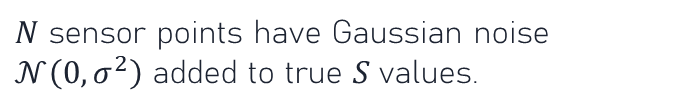 N sensor points have Gaussian noise
𝒩(0, σ²) added to true S values.